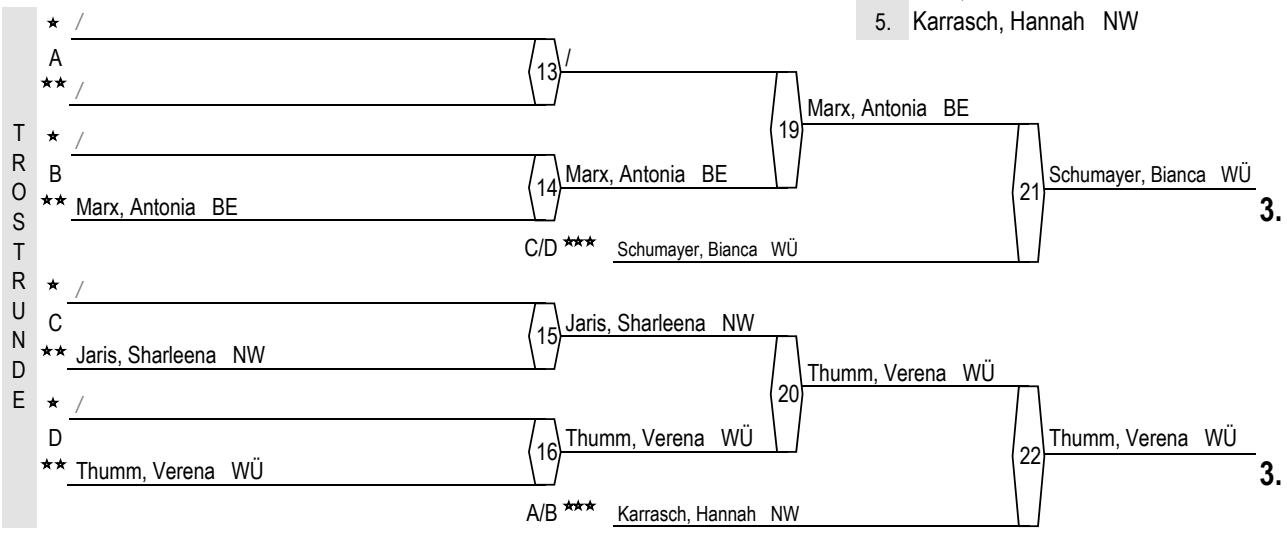 5. Karrasch, Hannah NW
TROSTRUNDE
★ /
A
★★ /
13 /
★ /
B
★★ Marx, Antonia BE
14 Marx, Antonia BE
19 Marx, Antonia BE
C/D ★★★ Schumayer, Bianca WÜ
21 Schumayer, Bianca WÜ
3.
★ /
C
★★ Jaris, Sharleena NW
15 Jaris, Sharleena NW
★ /
D
★★ Thumm, Verena WÜ
16 Thumm, Verena WÜ
20 Thumm, Verena WÜ
A/B ★★★ Karrasch, Hannah NW
22 Thumm, Verena WÜ
3.